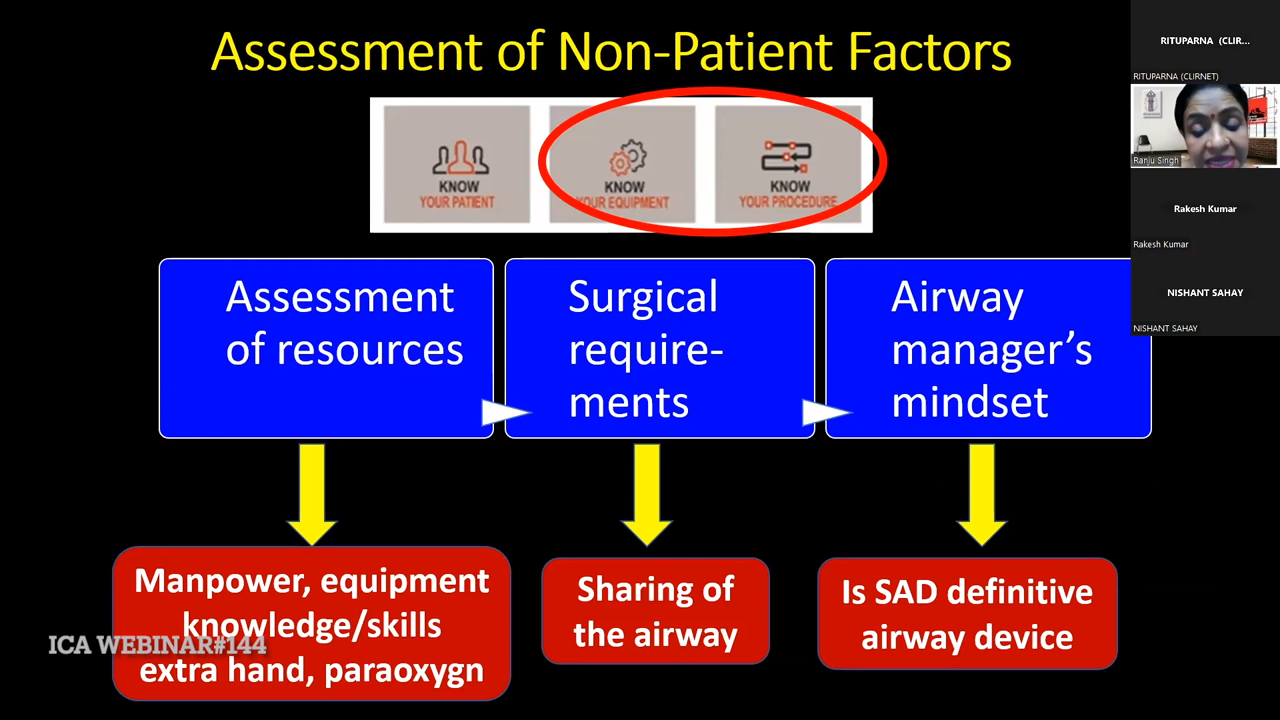 Assessment of Non-Patient Factors
KNOW
YOUR PATIENT
KNOW
YOUR EQUIPMENT
KNOW
YOUR PROCEDURE
Assessment
of resources
Surgical
require-
ments
Airway
manager’s
mindset
Manpower, equipment
knowledge/skills
extra hand, paraoxygn
Sharing of
the airway
Is SAD definitive
airway device
ICA WEBINAR#144
RITUPARNA (CLIR...
RITUPARNA (CLIRNET)
Ranju Singh
Rakesh Kumar
Rakesh Kumar
NISHANT SAHAY
NISHANT SAHAY